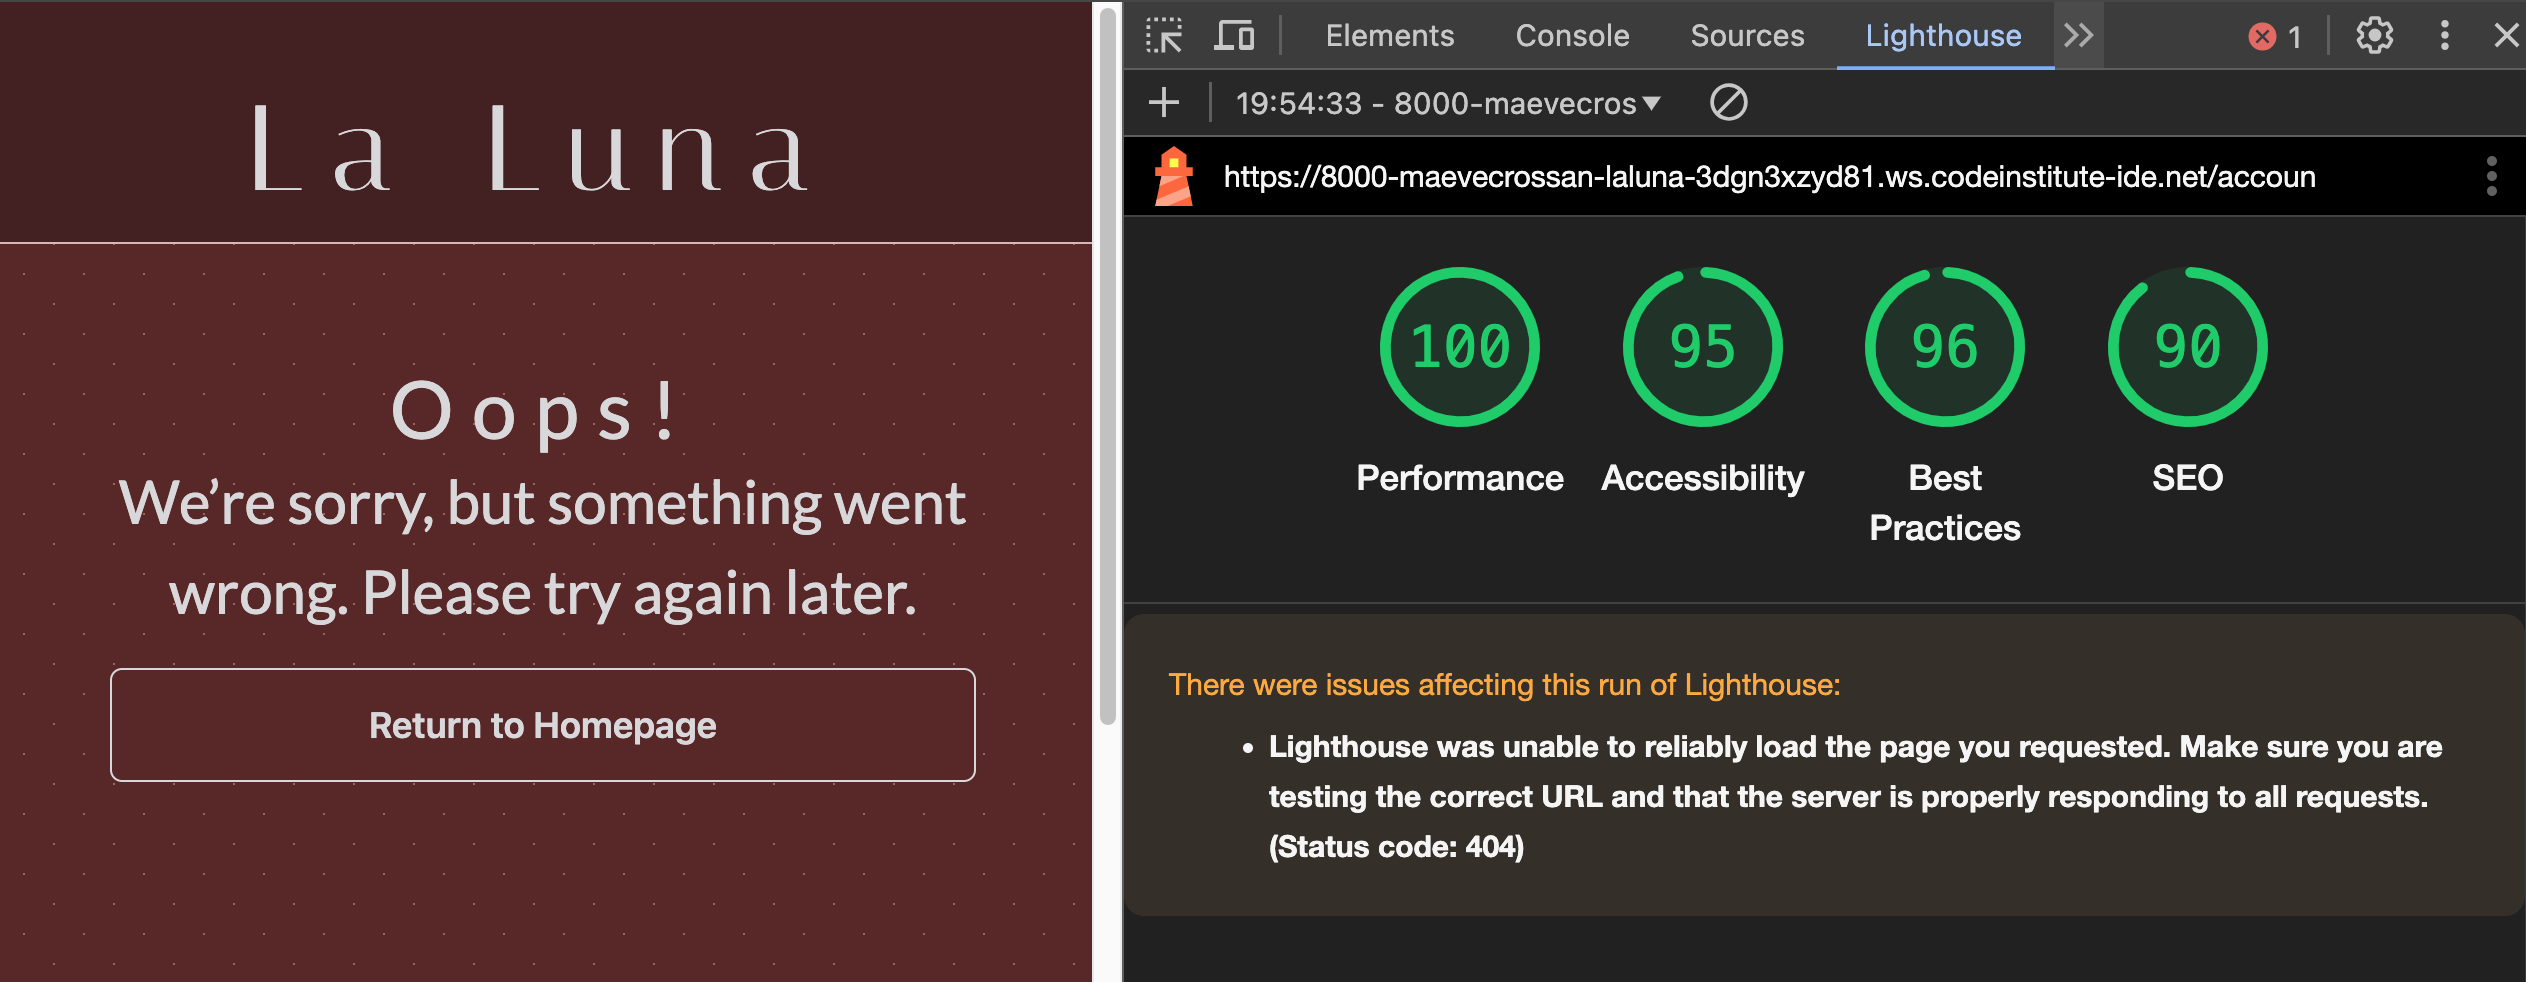 La Luna
Oops!
We’re sorry, but something went
wrong. Please try again later.
Return to Homepage
Elements Console Sources Lighthouse 1
19:54:33 - 8000-maevecros
https://8000-maevecrossan-laluna-3dgn3xzyd81.ws.codeinstitute-ide.net/accoun
100 95 96 90
Performance Accessibility Best SEO
Practices
There were issues affecting this run of Lighthouse:
• Lighthouse was unable to reliably load the page you requested. Make sure you are
testing the correct URL and that the server is properly responding to all requests.
(Status code: 404)